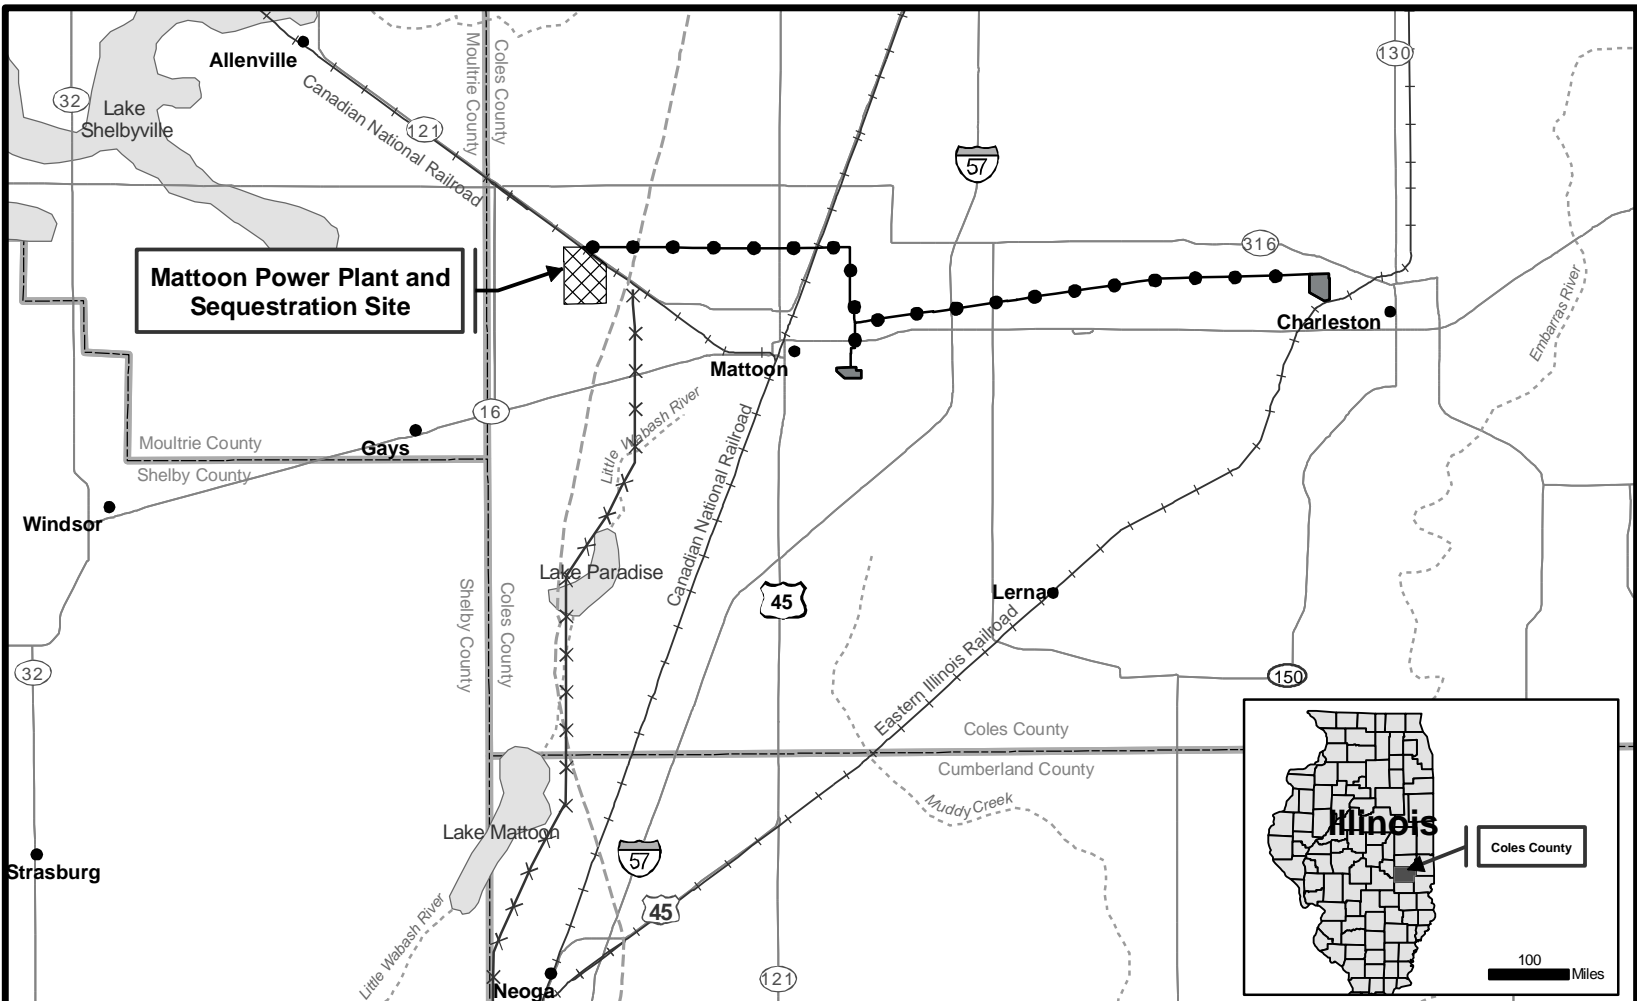 Allenville
Coles County
Moultrie County
130
32
Lake
Shelbyville
121
Canadian National Railroad
57
316
Mattoon Power Plant and
Sequestration Site
Embarras River
Charleston
Mattoon
16
Little Wabash River
Gays
Moultrie County
Shelby County
Windsor
Canadian National Railroad
Lake Paradise
Shelby County
Coles County
45
Lerna
Eastern Illinois Railroad
32
150
Coles County
Cumberland County
Muddy Creek
Lake Mattoon
57
Strasburg
45
Little Wabash River
121
Neoga
Illinois
Coles County
100
Miles